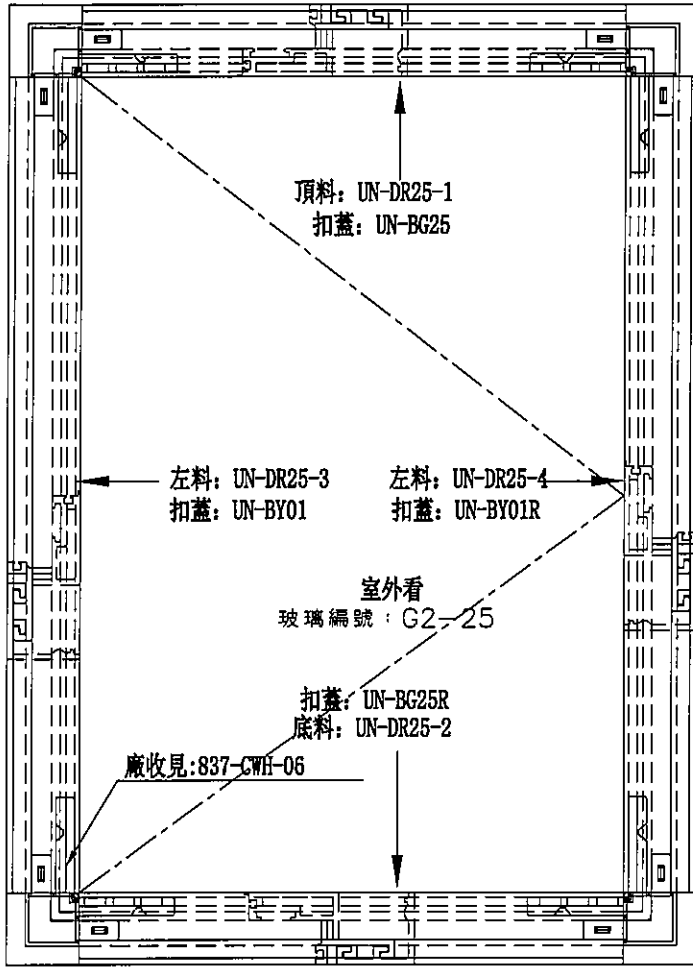 頂料: UN-DR25-1
扣蓋: UN-BG25
左料: UN-DR25-3
扣蓋: UN-BY01
左料: UN-DR25-4
扣蓋: UN-BY01R
室外看
玻璃編號：G2-25
扣蓋: UN-BG25R
底料: UN-DR25-2
廠收見:837-CWH-06